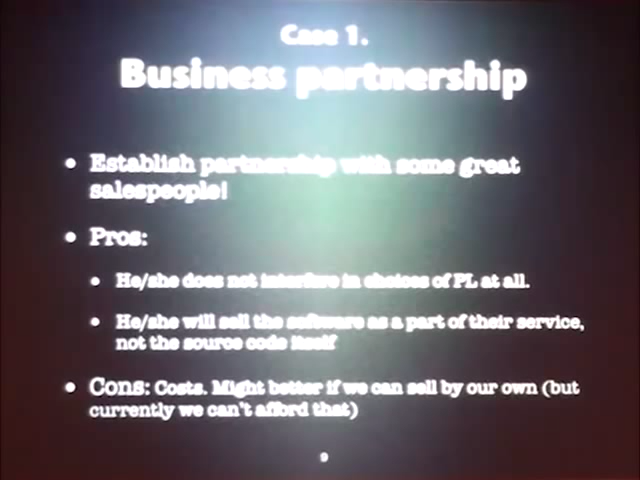 Case 1.
Business partnership
• Establish partnership with some great
salespeople!
• Pros:
• He/she does not interfere in choices of PL at all.
• He/she will sell the software as a part of their service,
not the source code itself
• Cons: Costs. Might better if we can sell by our own (but
currently we can't afford that)
9